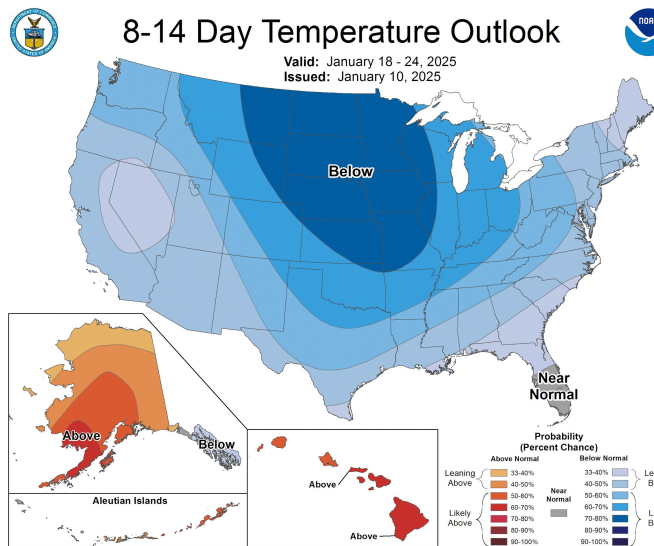 8-14 Day Temperature Outlook
Valid: January 18 - 24, 2025
Issued: January 10, 2025
NOA
Below
Near
Normal
Above
Below
Aleutian Islands
Above
Above
Probability
(Percent Chance)
Above Normal
Below Normal
Leaning
Above
33-40%
40-50%
50-60%
60-70%
70-80%
80-90%
90-100%
Likely
Above
Near
Normal
33-40%
40-50%
50-60%
60-70%
70-80%
80-90%
90-100%
L
B
L
B